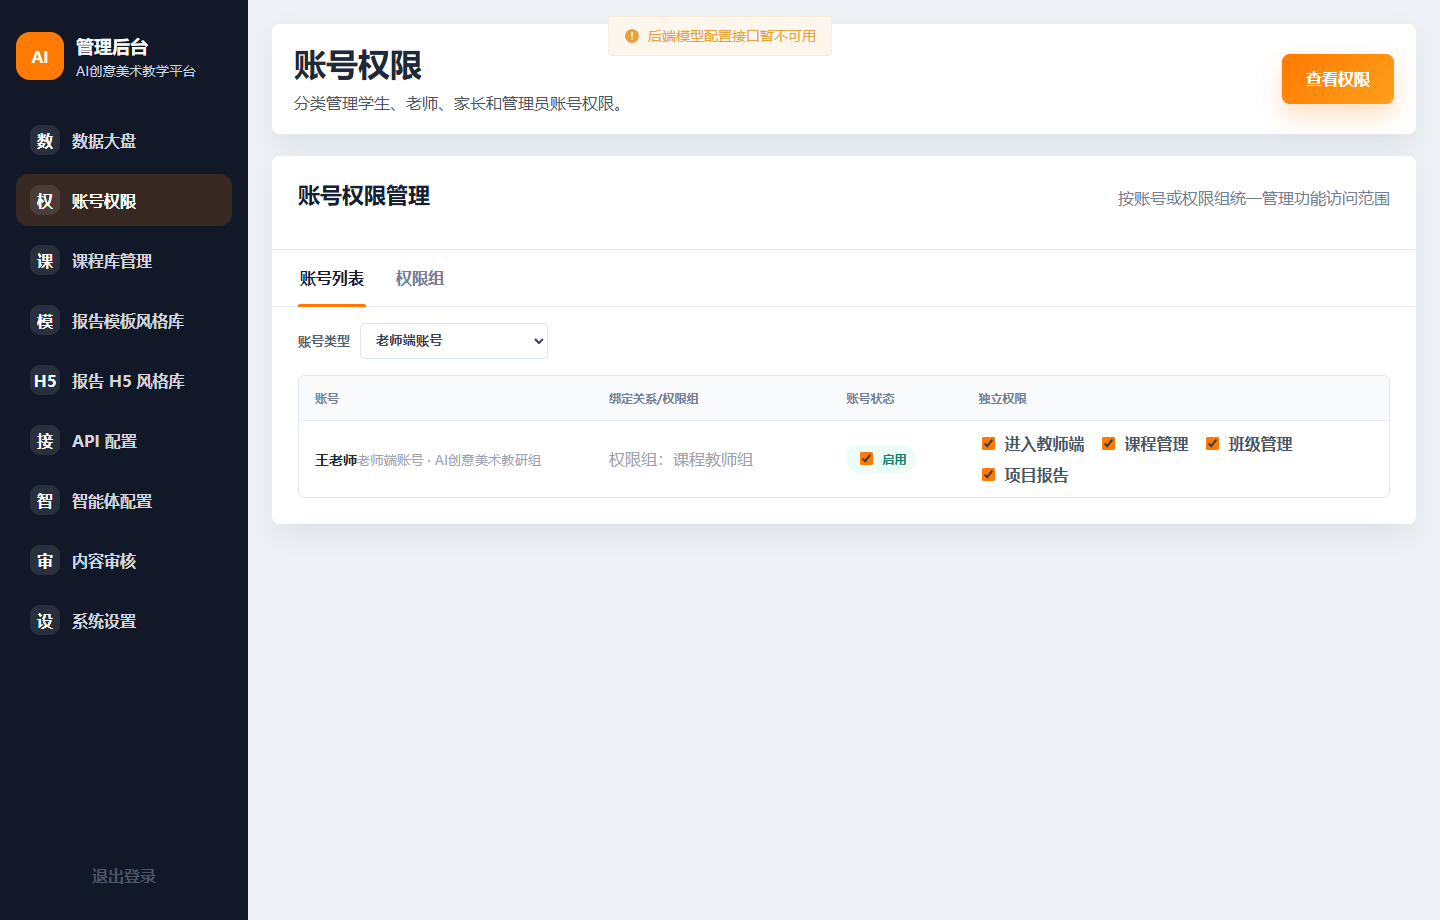 AI
管理后台
AI创意美术教学平台
数 数据大盘
权 账号权限
课 课程库管理
模 报告模板风格库
H5 报告 H5 风格库
接 API 配置
智 智能体配置
审 内容审核
设 系统设置
退出登录
后端模型配置接口暂不可用
账号权限
分类管理学生、老师、家长和管理员账号权限。
查看权限
账号权限管理
按账号或权限组统一管理功能访问范围
账号列表 权限组
账号类型 老师端账号
账号 绑定关系/权限组 账号状态 独立权限
王老师老师端账号 · AI创意美术教研组 权限组：课程教师组 启用 进入教师端 课程管理 班级管理
项目报告